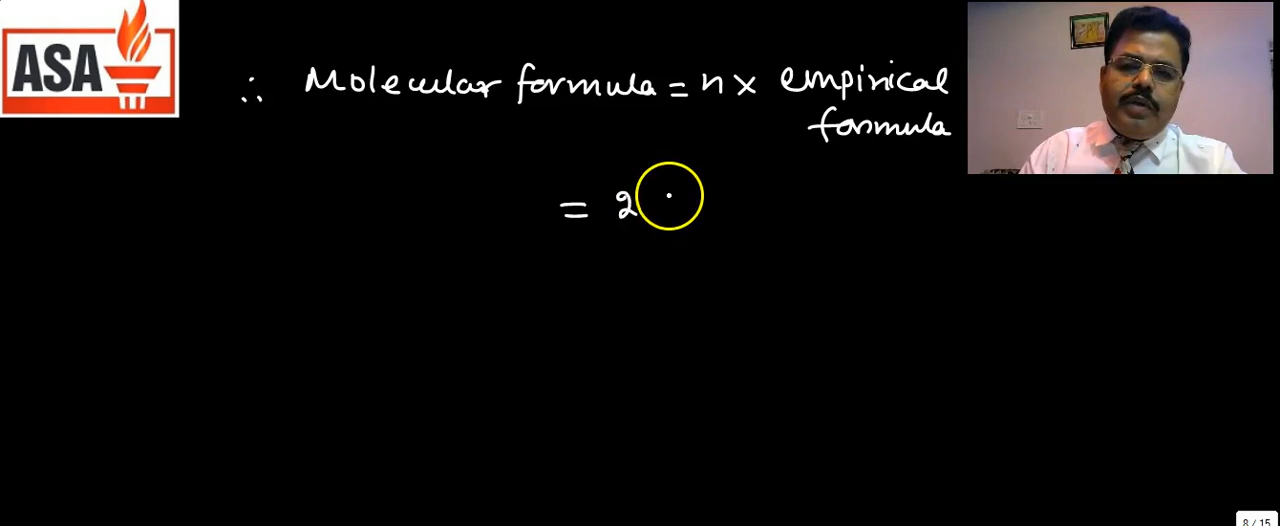 ASA
∴ Molecular formula = n × empirical
formula
= 2
8 / 15